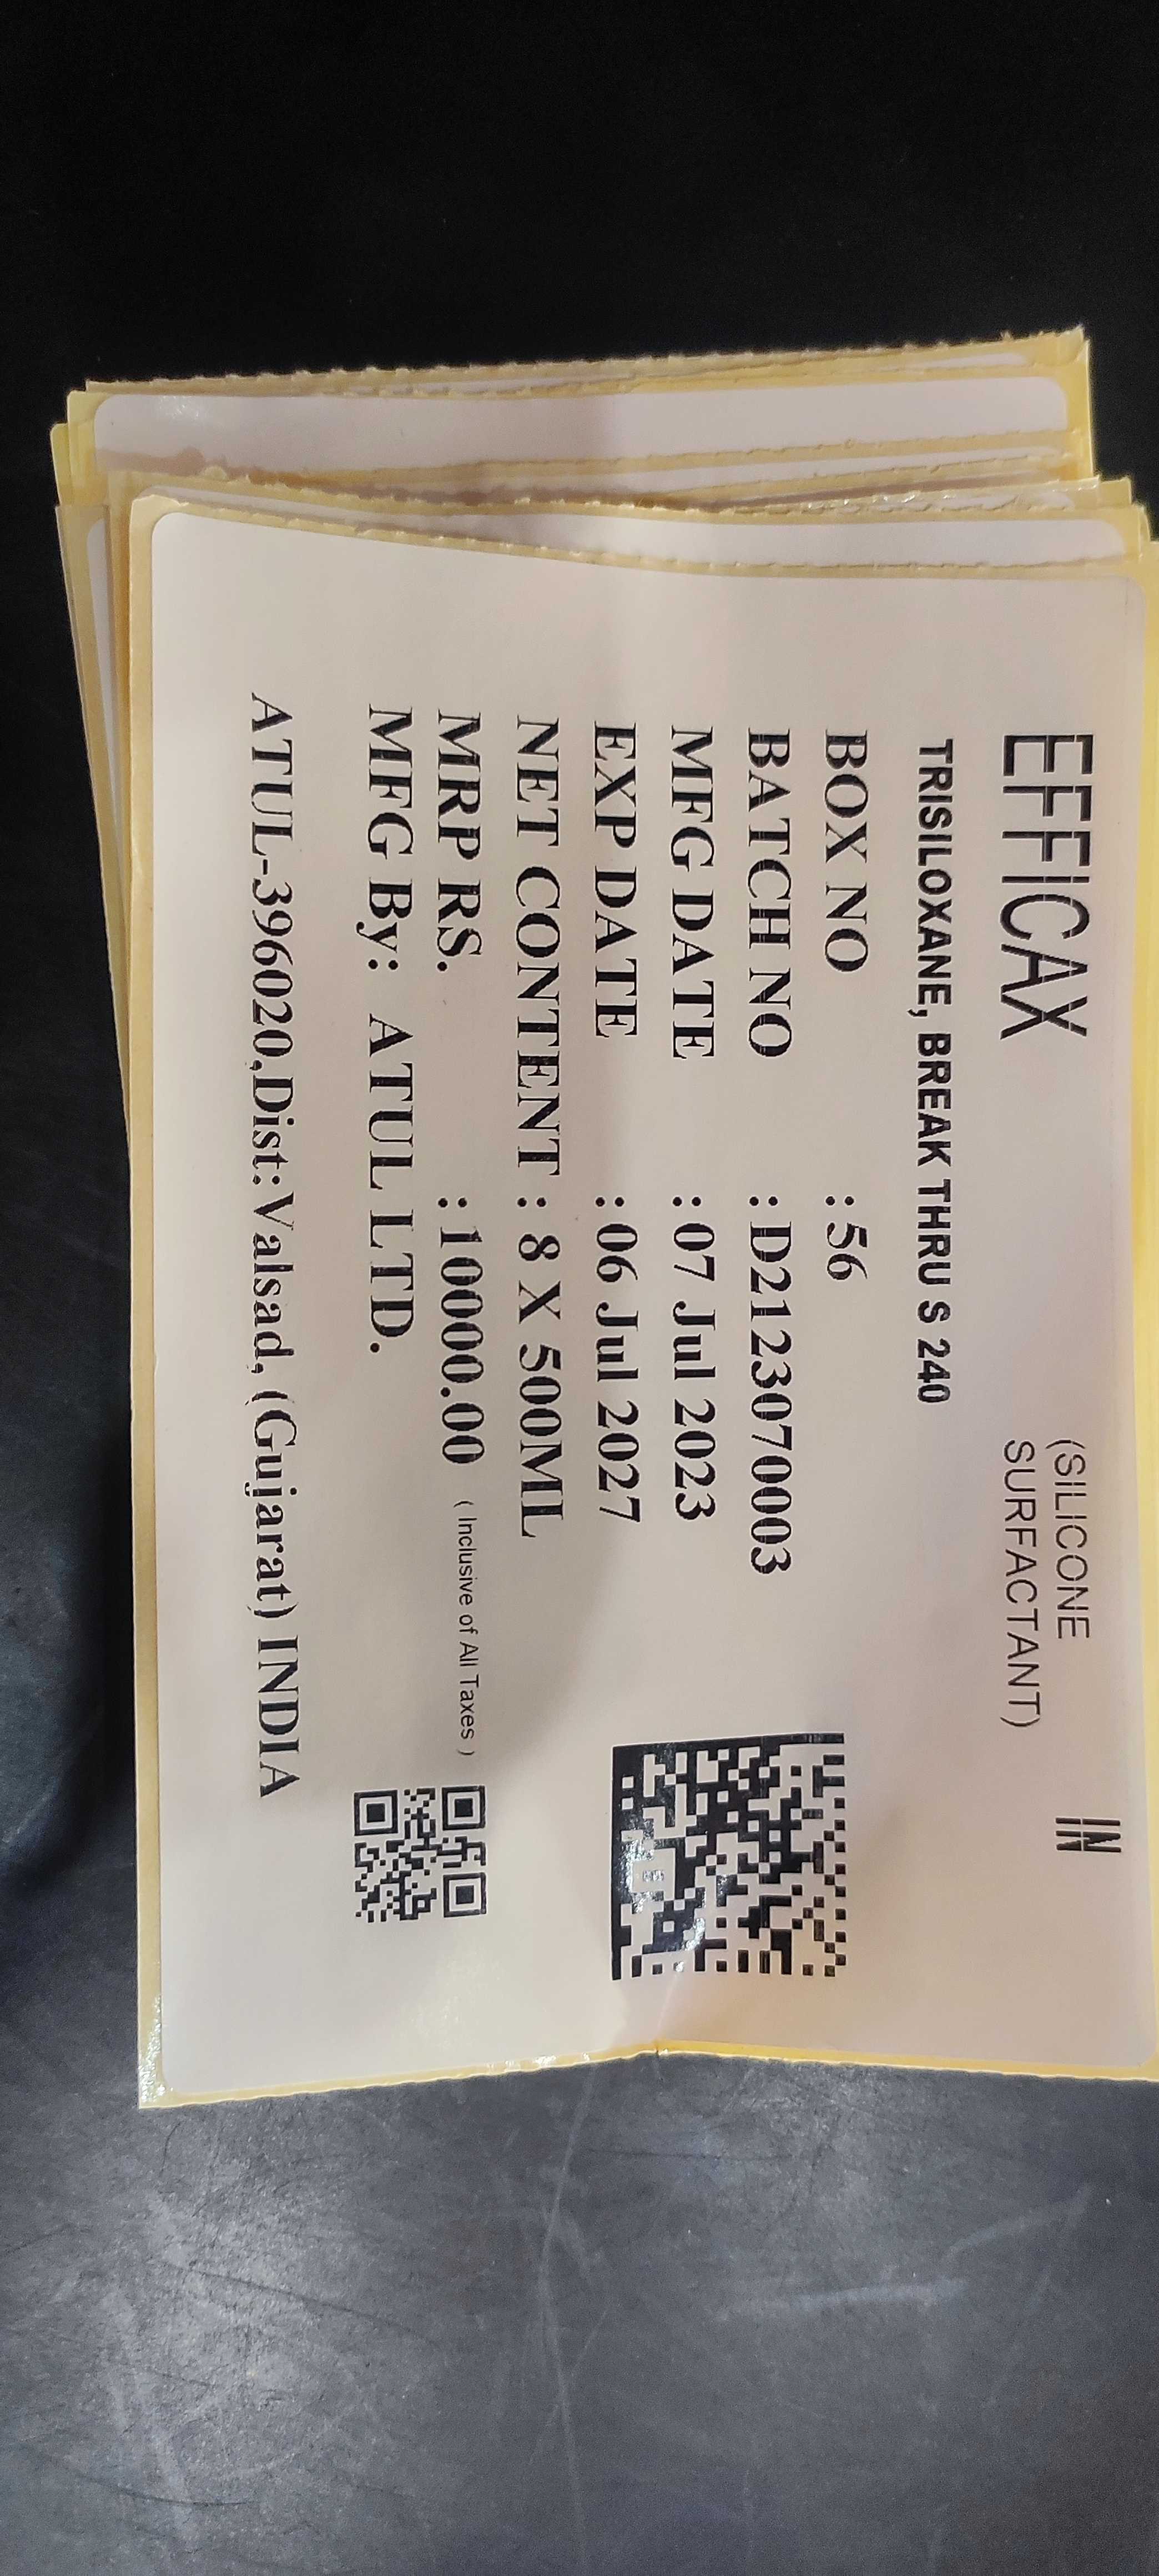 EFFICAX (SILICONE SURFACTANT) IN
TRISILOXANE, BREAK THRU S 240
BOX NO : 56
BATCH NO : D2123070003
MFG DATE : 07 Jul 2023
EXP DATE : 06 Jul 2027
NET CONTENT : 8 X 500ML
MRP RS. : 10000.00 ( Inclusive of All Taxes )
MFG By: ATUL LTD.
ATUL-396020,Dist:Valsad, (Gujarat) INDIA